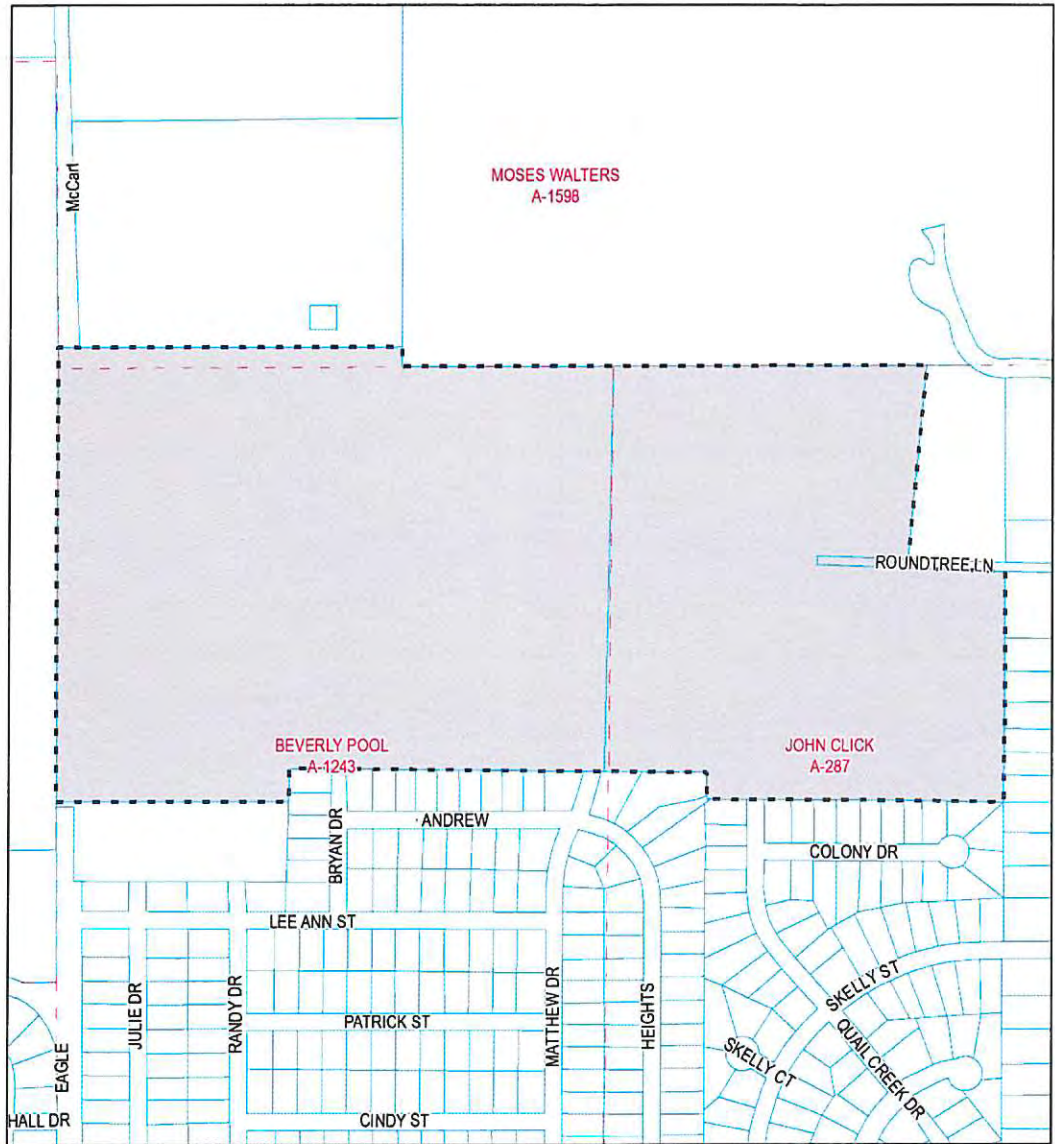 McCart
MOSES WALTERS
A-1598
ROUNDTREE LN
BEVERLY POOL
A-1243
JOHN CLICK
A-287
BRYAN DR
ANDREW
COLONY DR
LEE ANN ST
JULIE DR
RANDY DR
PATRICK ST
MATTHEW DR
HEIGHTS
SKELLY ST
QUAIL CREEK DR
SKELLY CT
EAGLE
HALL DR
CINDY ST